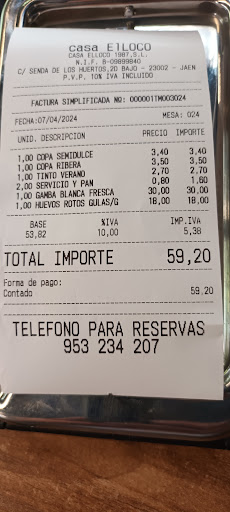 casa ElLOCO
CASA ELLOCO 1987,S.L.
N.I.F. B-09699840
C/ SENDA DE LOS HUERTOS,20 BAJO - 23002 - JAEN
P.V.P. 10% IVA INCLUIDO
FACTURA SIMPLIFICADA NO: 000001TM003024
FECHA:07/04/2024 MESA: 024
UNID. DESCRIPCION PRECIO IMPORTE
1,00 COPA SEMIDULCE 3,40 3,40
1,00 COPA RIBERA 3,50 3,50
1,00 TINTO VERANO 2,70 2,70
2,00 SERVICIO Y PAN 0,80 1,60
1,00 GAMBA BLANCA FRESCA 30,00 30,00
1,00 HUEVOS ROTOS GULAS/G 18,00 18,00
BASE %IVA IMP.IVA
53,82 10,00 5,38
TOTAL IMPORTE 59,20
Forma de pago:
Contado 59,20
TELEFONO PARA RESERVAS
953 234 207